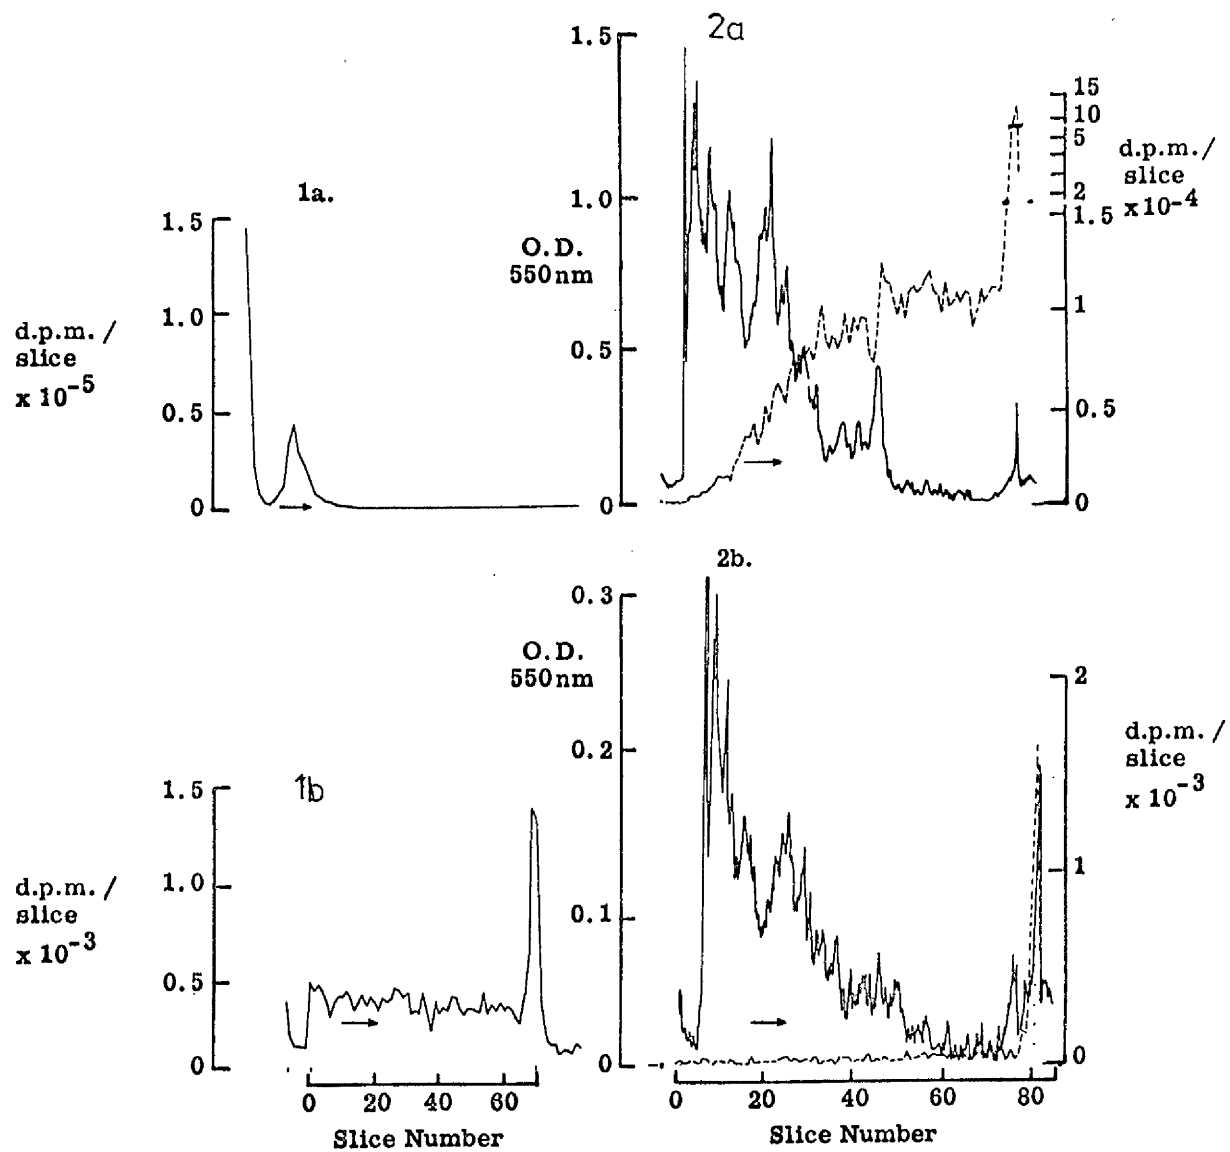 1a.
1.5
1.0
0.5
0
d.p.m./
slice
x 10⁻⁵
2a
1.5
1.0
0.5
0
O.D.
550nm
15
10
5
2
1.5
1
0.5
0
d.p.m./
slice
x10⁻⁴
1b
1.5
1.0
0.5
0
d.p.m./
slice
x 10⁻³
0 20 40 60
Slice Number
2b.
0.3
0.2
0.1
0
O.D.
550nm
2
1
0
d.p.m./
slice
x 10⁻³
0 20 40 60 80
Slice Number